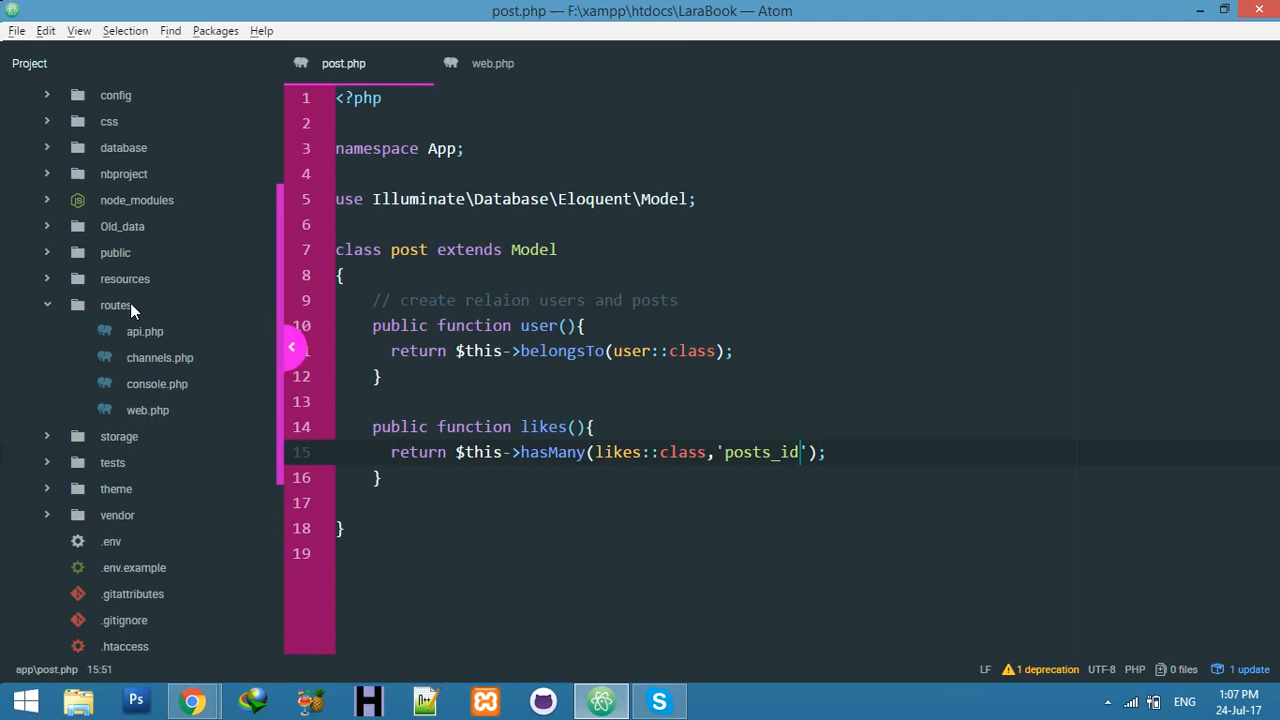 post.php — F:\xampp\htdocs\LaraBook — Atom
File Edit View Selection Find Packages Help
Project
config
css
database
nbproject
node_modules
Old_data
public
resources
routes
api.php
channels.php
console.php
web.php
storage
tests
theme
vendor
.env
.env.example
.gitattributes
.gitignore
.htaccess
post.php web.php
1 <?php
2
3 namespace App;
4
5 use Illuminate\Database\Eloquent\Model;
6
7 class post extends Model
8 {
9 // create relaion users and posts
10 public function user(){
11 return $this->belongsTo(user::class);
12 }
13
14 public function likes(){
15 return $this->hasMany(likes::class,'posts_id');
16 }
17
18 }
19
app\post.php 15:51
LF 1 deprecation UTF-8 PHP 0 files 1 update
ENG
1:07 PM
24-Jul-17